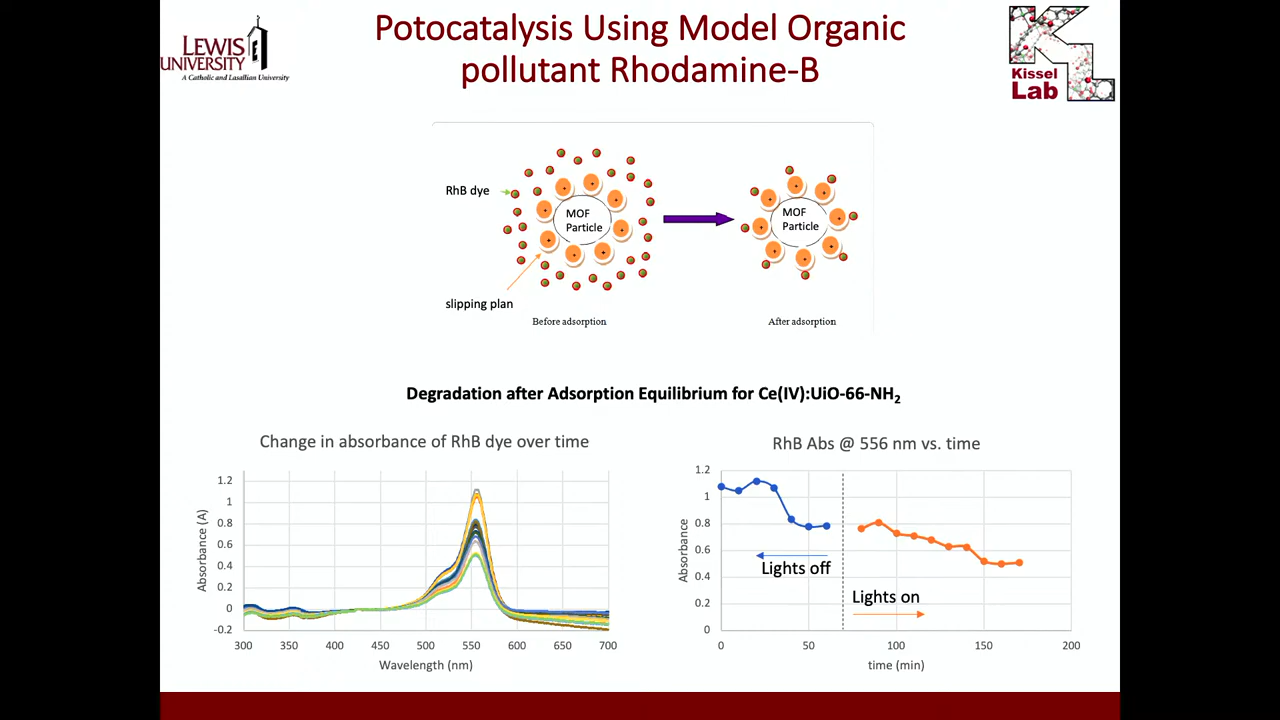 LEWIS
UNIVERSITY
A Catholic and Lasallian University
Potocatalysis Using Model Organic
pollutant Rhodamine-B
Kissel
Lab
RhB dye
MOF
Particle
slipping plan
Before adsorption
MOF
Particle
After adsorption
Degradation after Adsorption Equilibrium for Ce(IV):UiO-66-NH2
Change in absorbance of RhB dye over time
Absorbance (A)
1.2
1
0.8
0.6
0.4
0.2
0
-0.2
300 350 400 450 500 550 600 650 700
Wavelength (nm)
RhB Abs @ 556 nm vs. time
Absorbance
1.2
1
0.8
0.6
0.4
0.2
0
Lights off
Lights on
0 50 100 150 200
time (min)